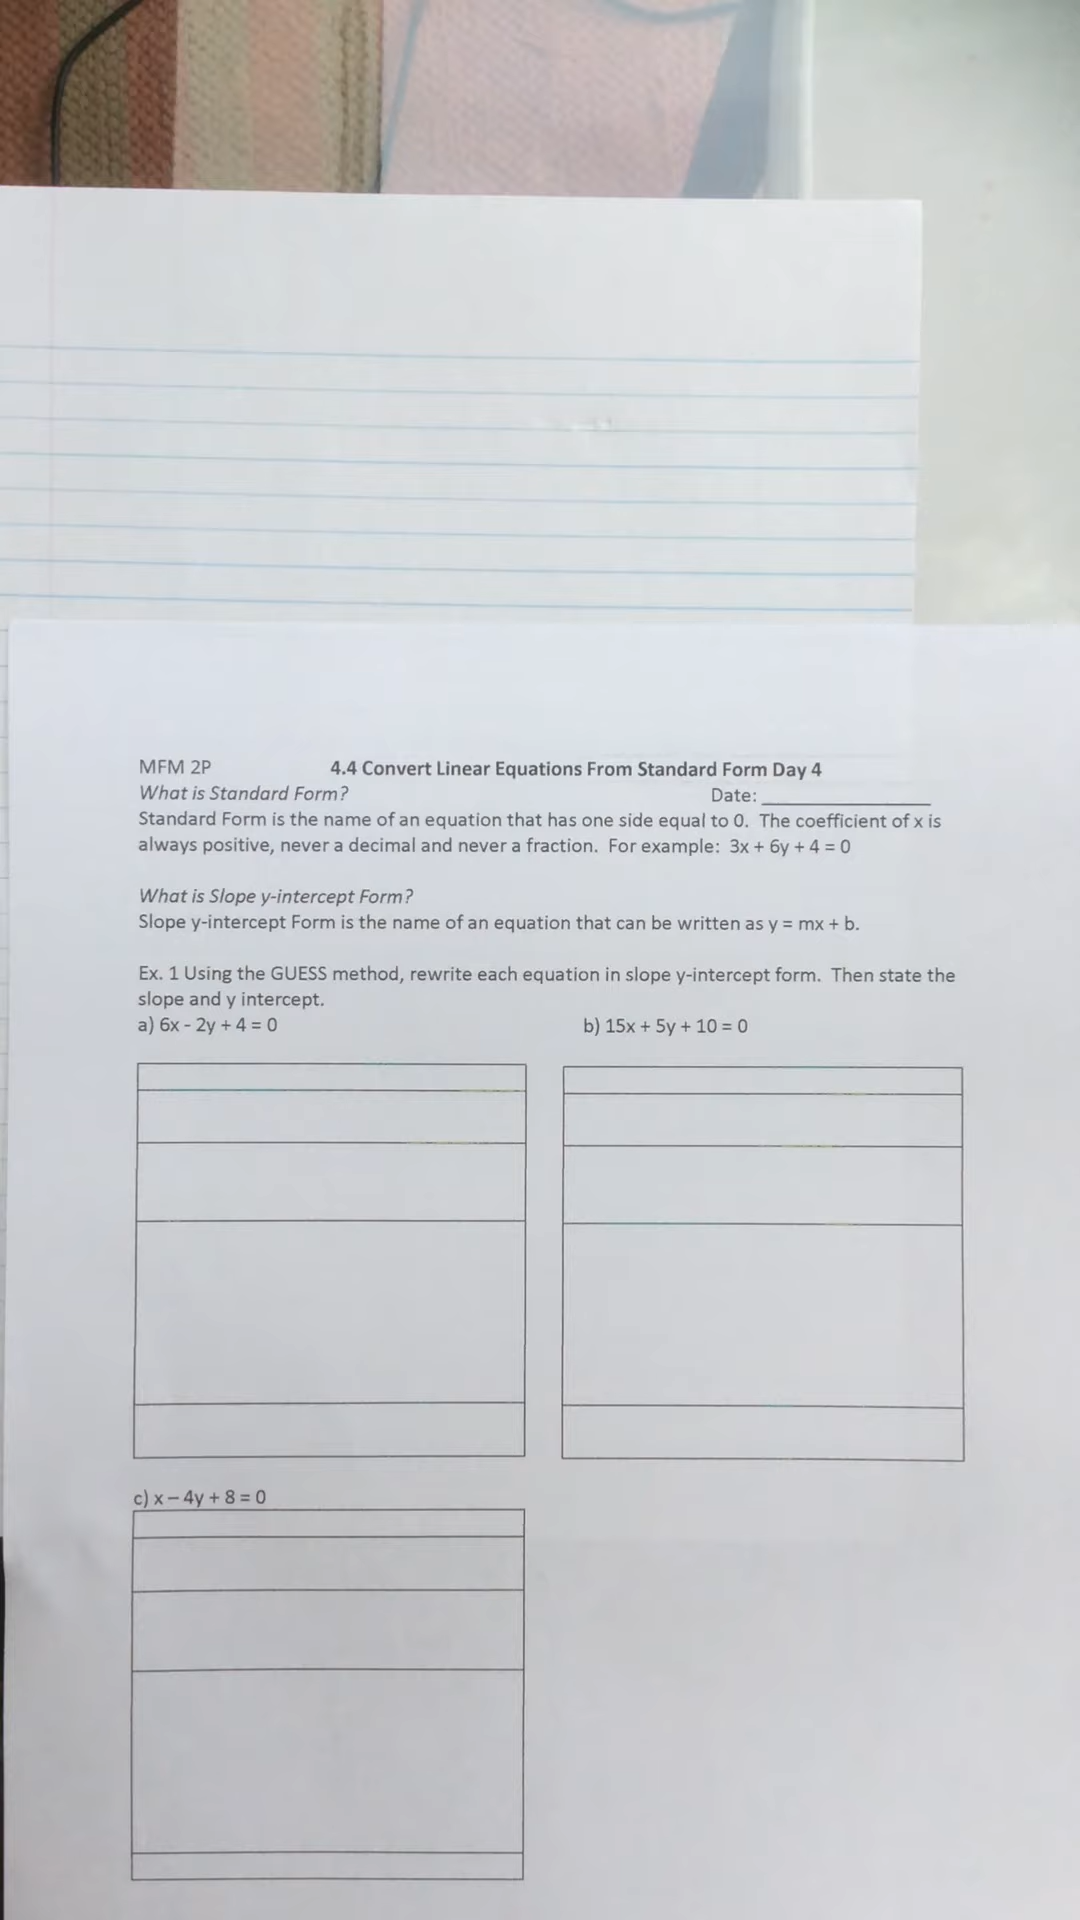 MFM 2P 4.4 Convert Linear Equations From Standard Form Day 4
What is Standard Form? Date: 
Standard Form is the name of an equation that has one side equal to 0. The coefficient of x is
always positive, never a decimal and never a fraction. For example: 3x + 6y + 4 = 0
What is Slope y-intercept Form?
Slope y-intercept Form is the name of an equation that can be written as y = mx + b.
Ex. 1 Using the GUESS method, rewrite each equation in slope y-intercept form. Then state the
slope and y intercept.
a) 6x - 2y + 4 = 0 b) 15x + 5y + 10 = 0
c) x – 4y + 8 = 0